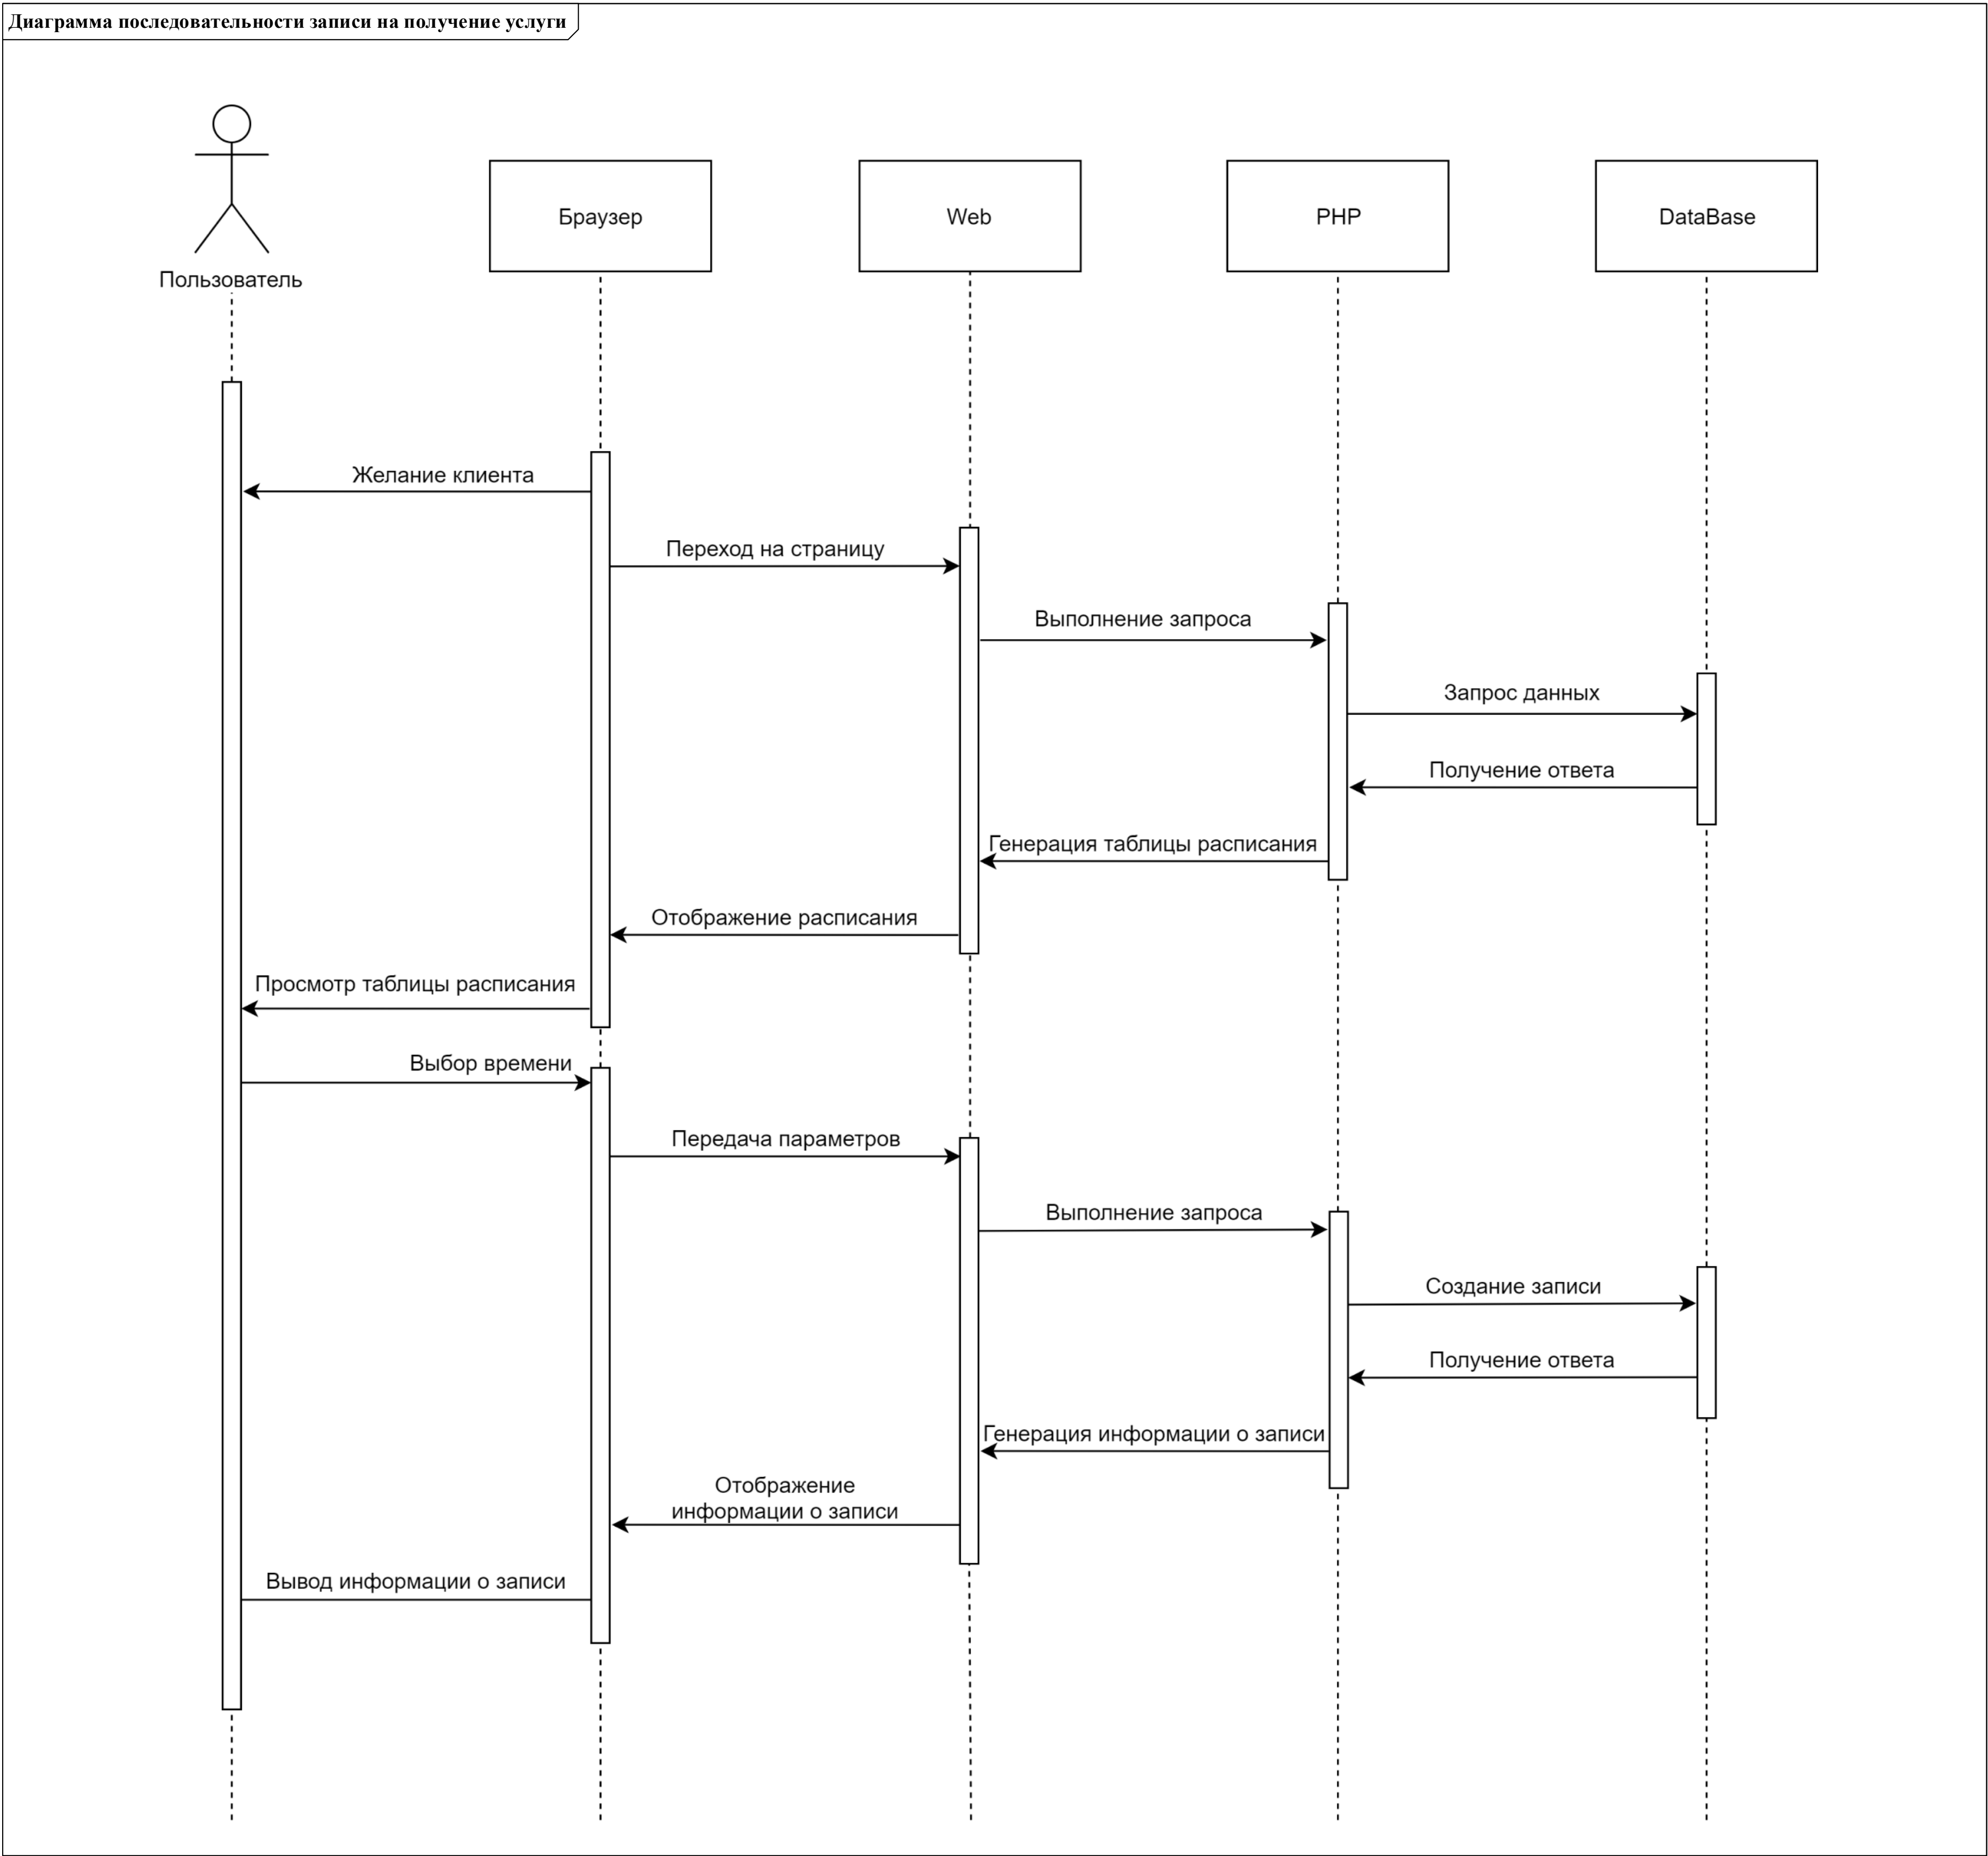 Диаграмма последовательности записи на получение услуги
Пользователь
Браузер
Web
PHP
DataBase
Желание клиента
Переход на страницу
Выполнение запроса
Запрос данных
Получение ответа
Генерация таблицы расписания
Отображение расписания
Просмотр таблицы расписания
Выбор времени
Передача параметров
Выполнение запроса
Создание записи
Получение ответа
Генерация информации о записи
Отображение
информации о записи
Вывод информации о записи